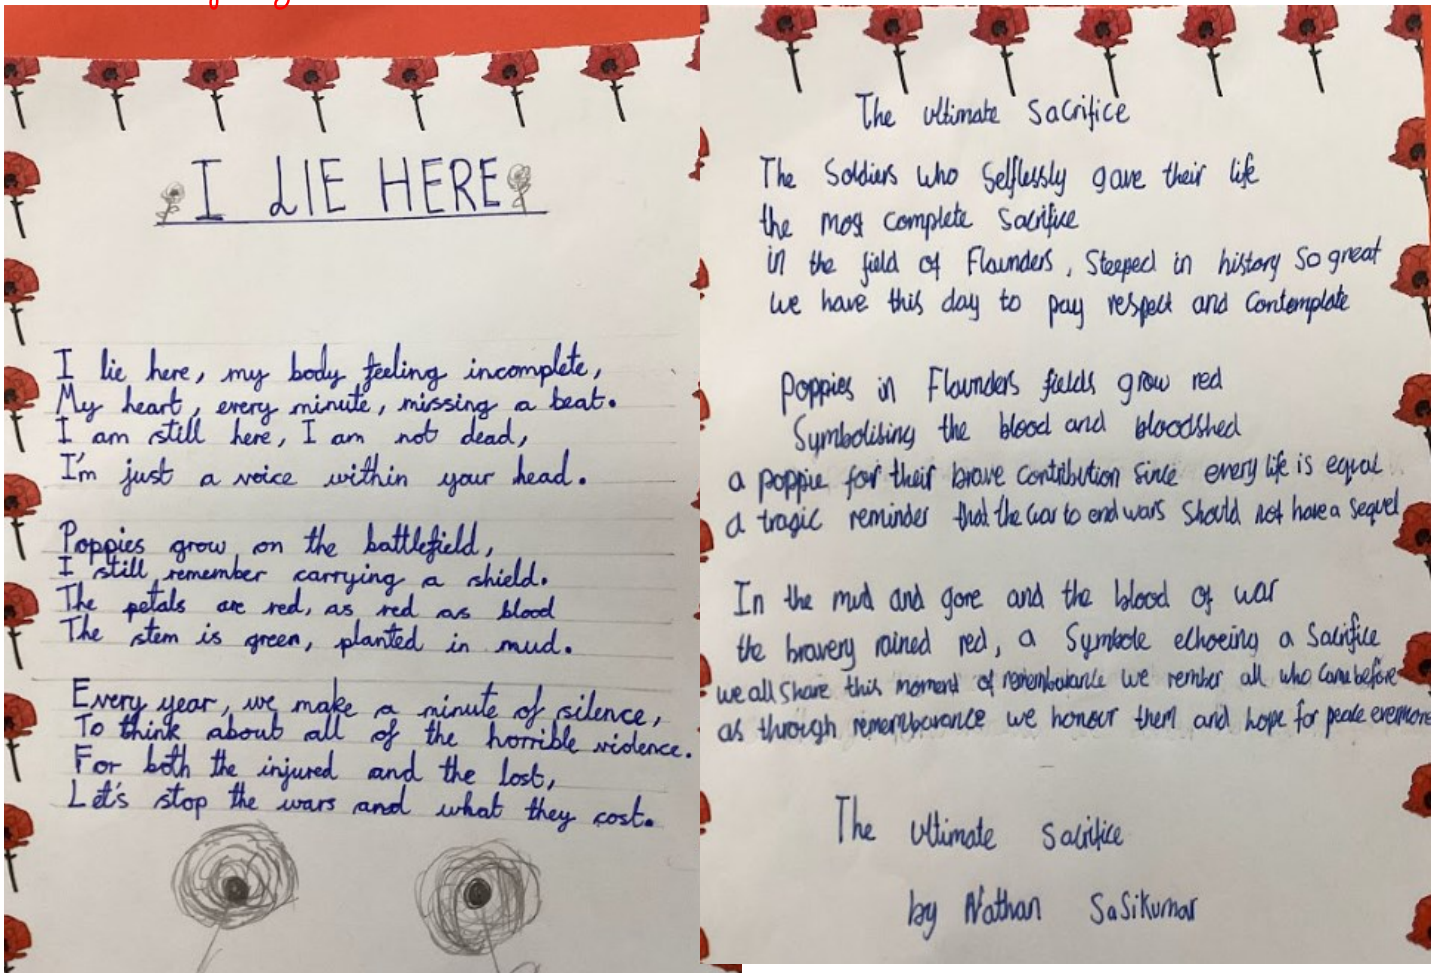 I LIE HERE
I lie here, my body feeling incomplete,
My heart, every minute, missing a beat.
I am still here, I am not dead,
I'm just a voice within your head.
Poppies grow on the battlefield,
I still remember carrying a shield.
The petals are red, as red as blood
The stem is green, planted in mud.
Every year, we make a minute of silence,
To think about all of the horrible violence.
For both the injured and the lost,
Let's stop the wars and what they cost.
The ultimate Sacrifice
The Soldiers who Selflessly gave their life
the most complete Sacrifice
in the field of Flaunders, Steeped in history So great
we have this day to pay respect and Contemplate
Poppies in Flaunders fields grow red
Symbolising the blood and bloodshed
a poppie for their brave contribution since every life is equal
a tragic reminder that the war to end wars Should not have a Sequel
In the mud and gore and the blood of war
the bravery rained red, a Symbole echoeing a Sacrifice
we all Share this moment of remembarance we rember all who came before
as through remembarance we honour them and hope for peace evermore
The ultimate Sacrifice
by Nathan SaSikumar